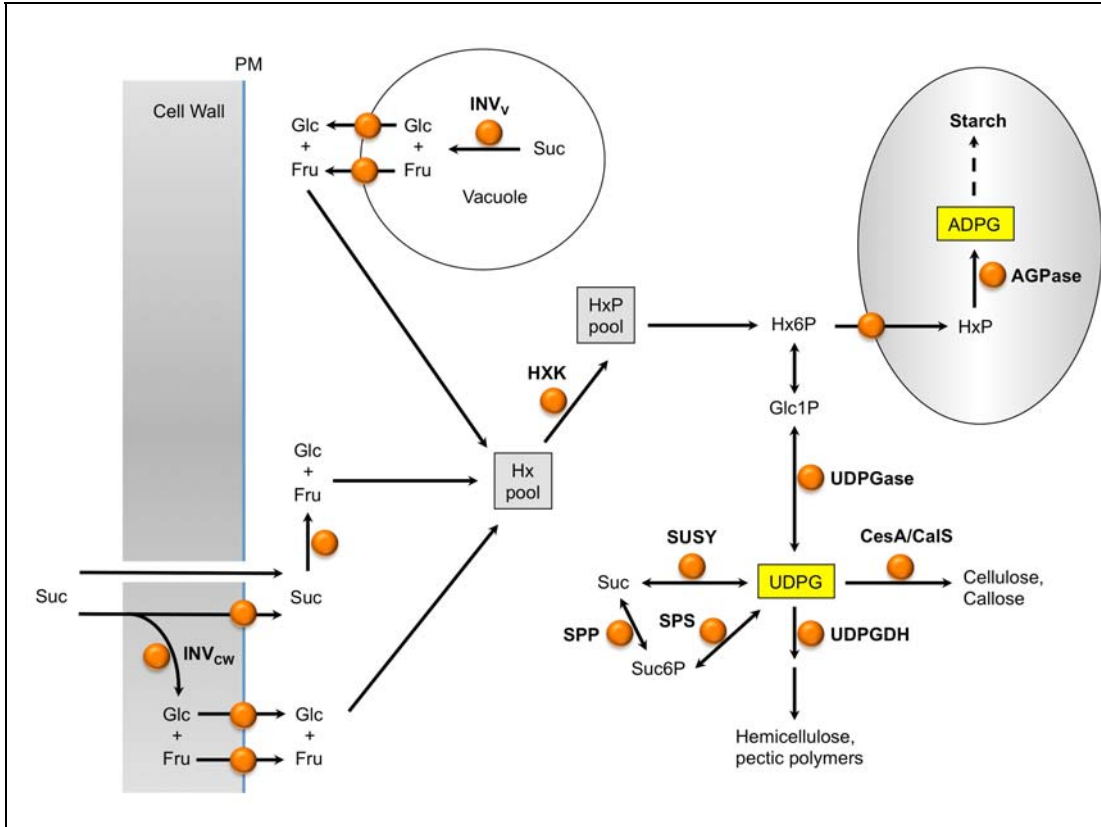 PM
Cell Wall
INVV
Glc
+
Fru
Glc
+
Fru
Suc
Vacuole
Starch
ADPG
AGPase
HxP
HxP
pool
Hx6P
HXK
Glc1P
Glc
+
Fru
Hx
pool
UDPGase
SUSY
CesA/CalS
Suc
UDPG
Cellulose,
Callose
Suc
Suc
SPP
SPS
UDPGDH
Suc6P
INVCW
Glc
+
Fru
Glc
+
Fru
Hemicellulose,
pectic polymers